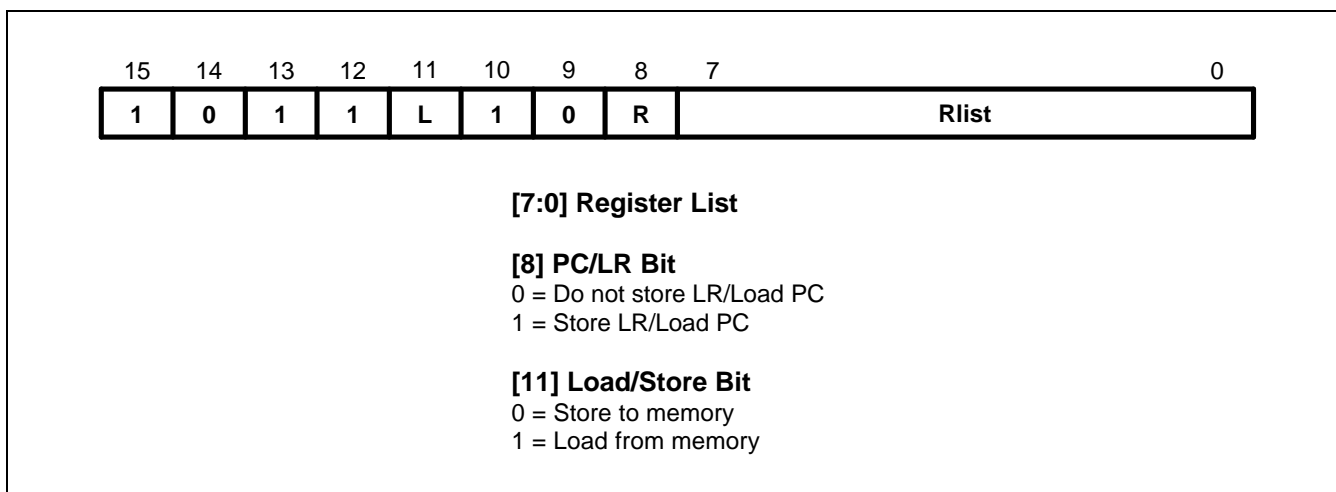 15 14 13 12 11 10 9 8 7 0
1 0 1 1 L 1 0 R Rlist
[7:0] Register List
[8] PC/LR Bit
0 = Do not store LR/Load PC
1 = Store LR/Load PC
[11] Load/Store Bit
0 = Store to memory
1 = Load from memory